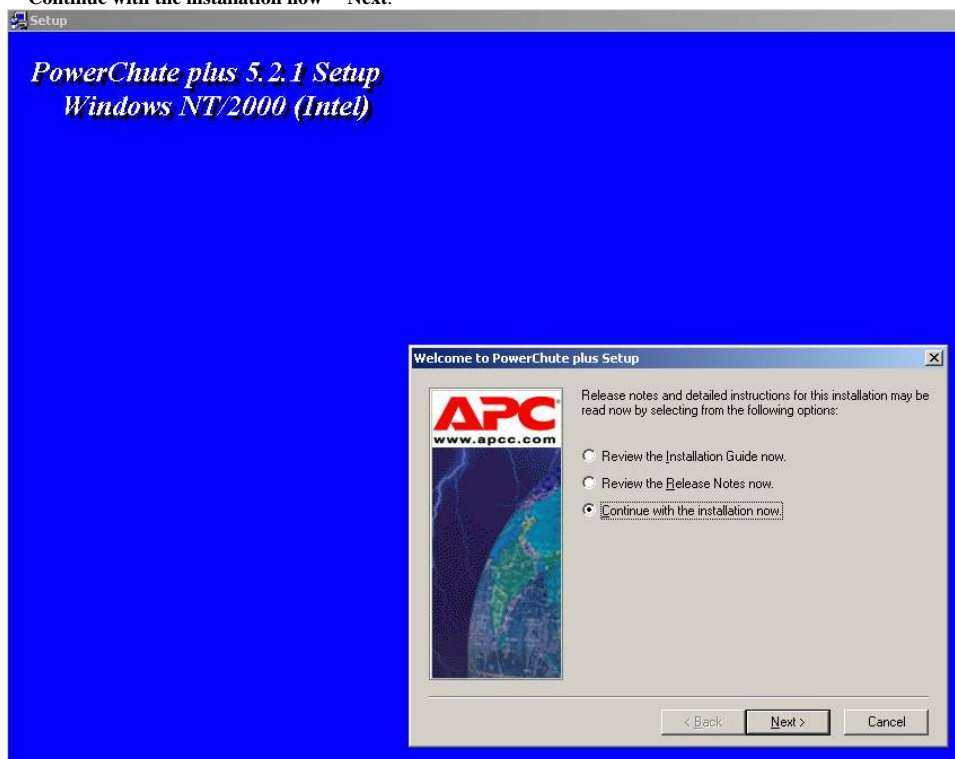 Continue with the installation now    Next.
Setup
PowerChute plus 5.2.1 Setup
Windows NT/2000 (Intel)
Welcome to PowerChute plus Setup
APC
www.apcc.com
Release notes and detailed instructions for this installation may be
read now by selecting from the following options:
Review the Installation Guide now.
Review the Release Notes now.
Continue with the installation now.
< Back
Next >
Cancel